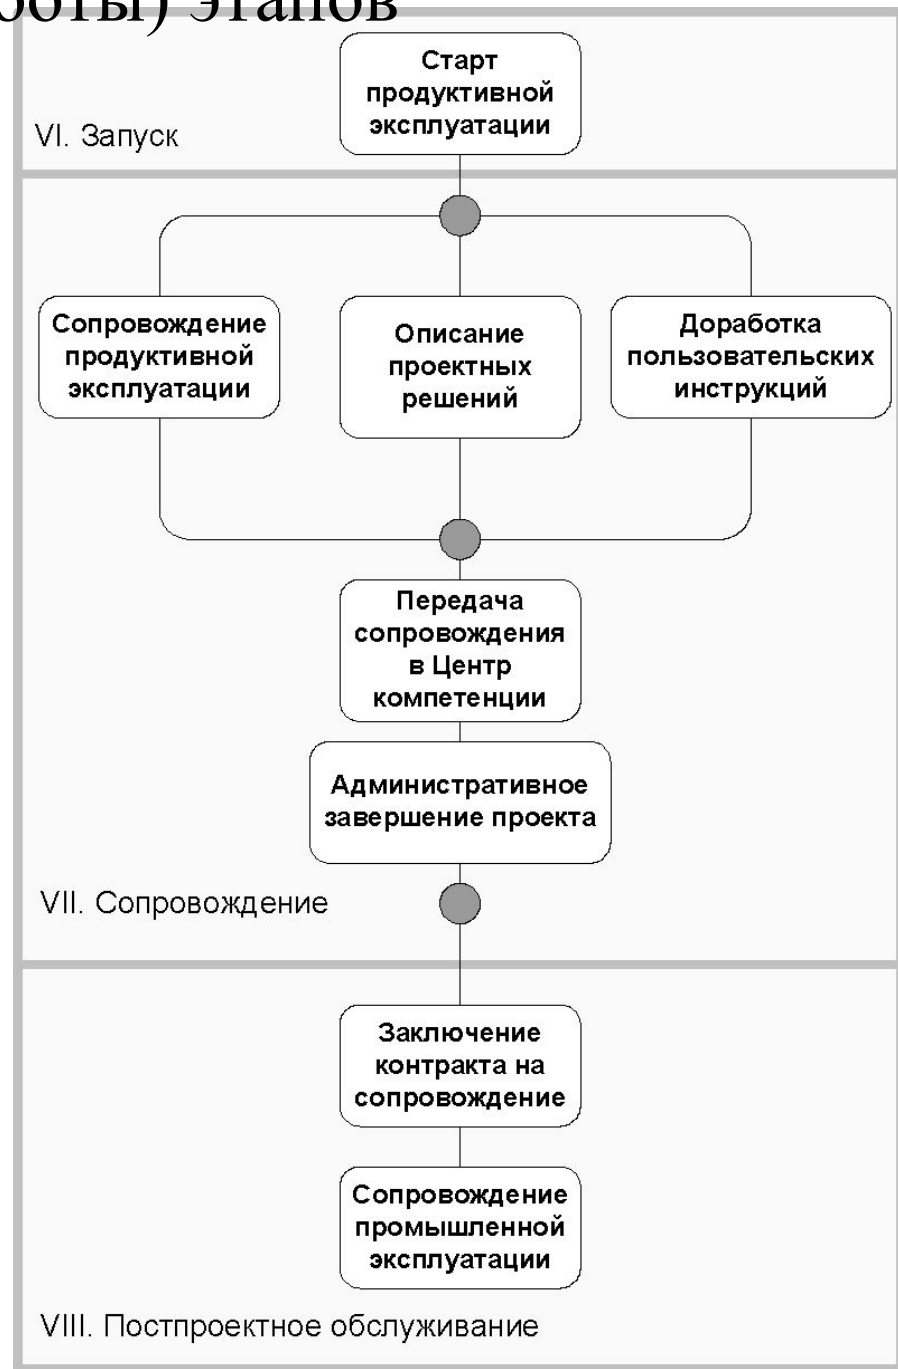 этапов
Старт
продуктивной
эксплуатации
VI. Запуск
Сопровождение
продуктивной
эксплуатации
Описание
проектных
решений
Доработка
пользовательских
инструкций
Передача
сопровождения
в Центр
компетенции
Административное
завершение проекта
VII. Сопровождение
Заключение
контракта на
сопровождение
Сопровождение
промышленной
эксплуатации
VIII. Постпроектное обслуживание